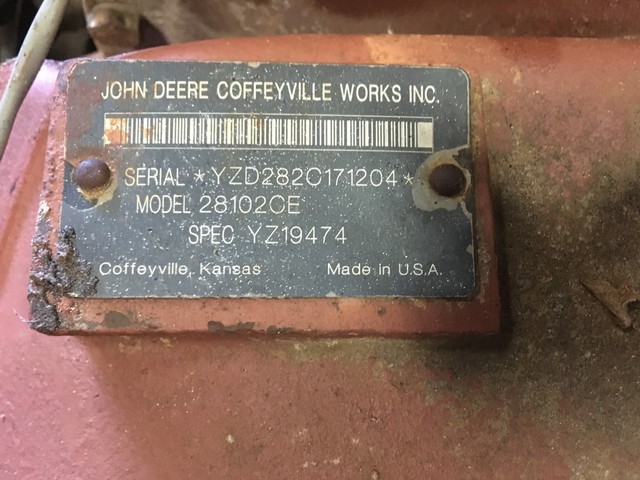 JOHN DEERE COFFEYVILLE WORKS INC.
SERIAL *YZD282C171204*
MODEL 28102CE
SPEC YZ19474
Coffeyville, Kansas Made in U.S.A.